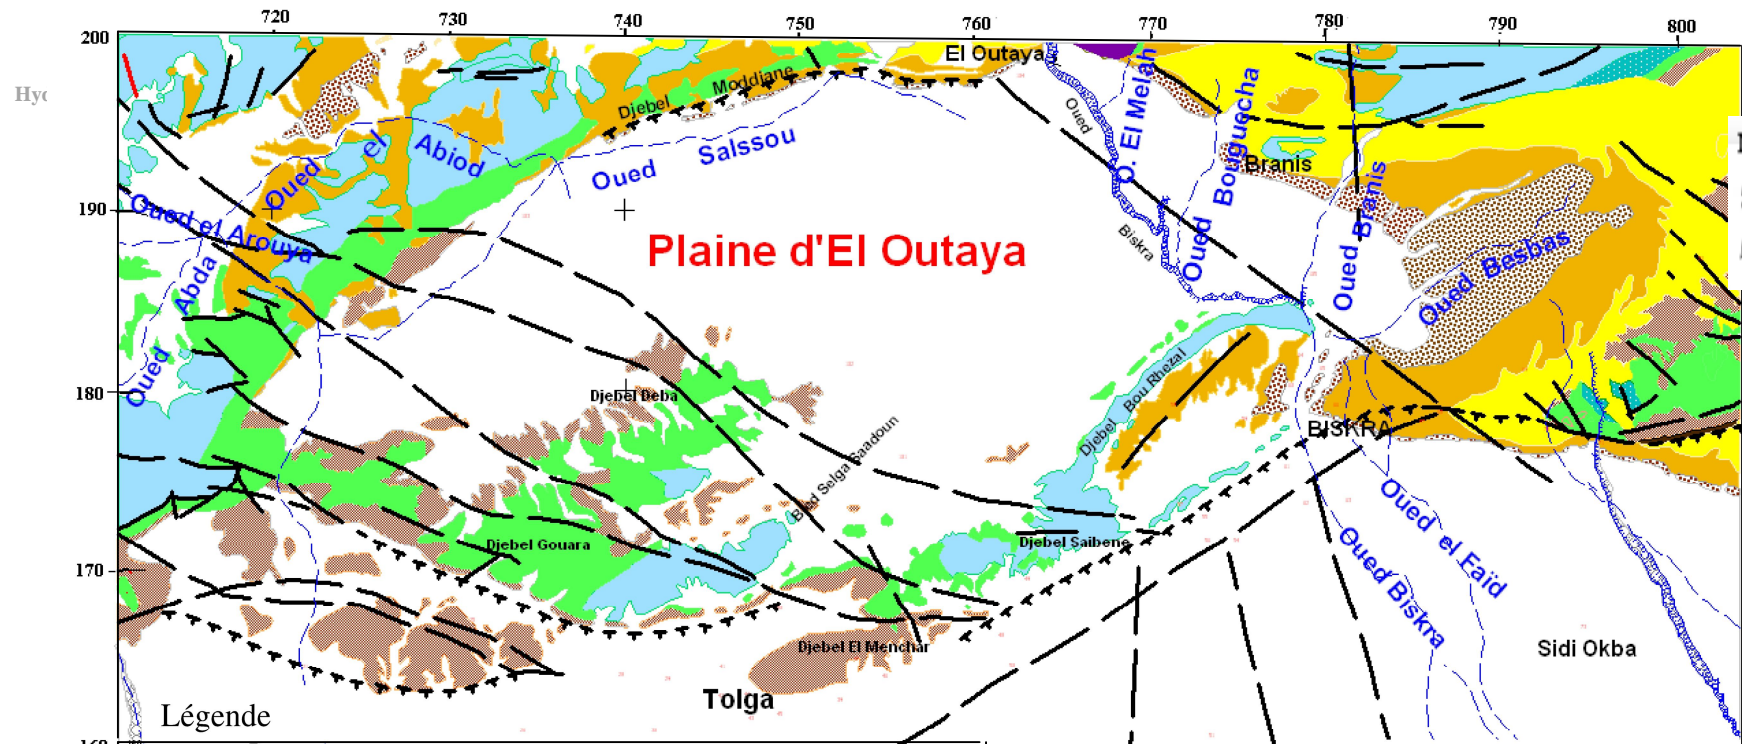 720 730 740 750 760 770 780 790 800
200
El Outaya
Hyd
Djebel Moddiane
Oued
O. El Melah
Oued Bouguecha
Branis
Oued el Abiod
Oued Salssou
190
Oued el Arouya
Plaine d'El Outaya
Biskra
Oued Branis
Oued Besbas
Oued Abda
Djebel Bou Rhezal
180
Djebel Deba
BISKRA
Bled Selga Saadoun
Djebel Gouara
Djebel Saibene
Oued el Faïd
Oued Biskra
170
Djebel El Menchar
Sidi Okba
Tolga
Légende
160